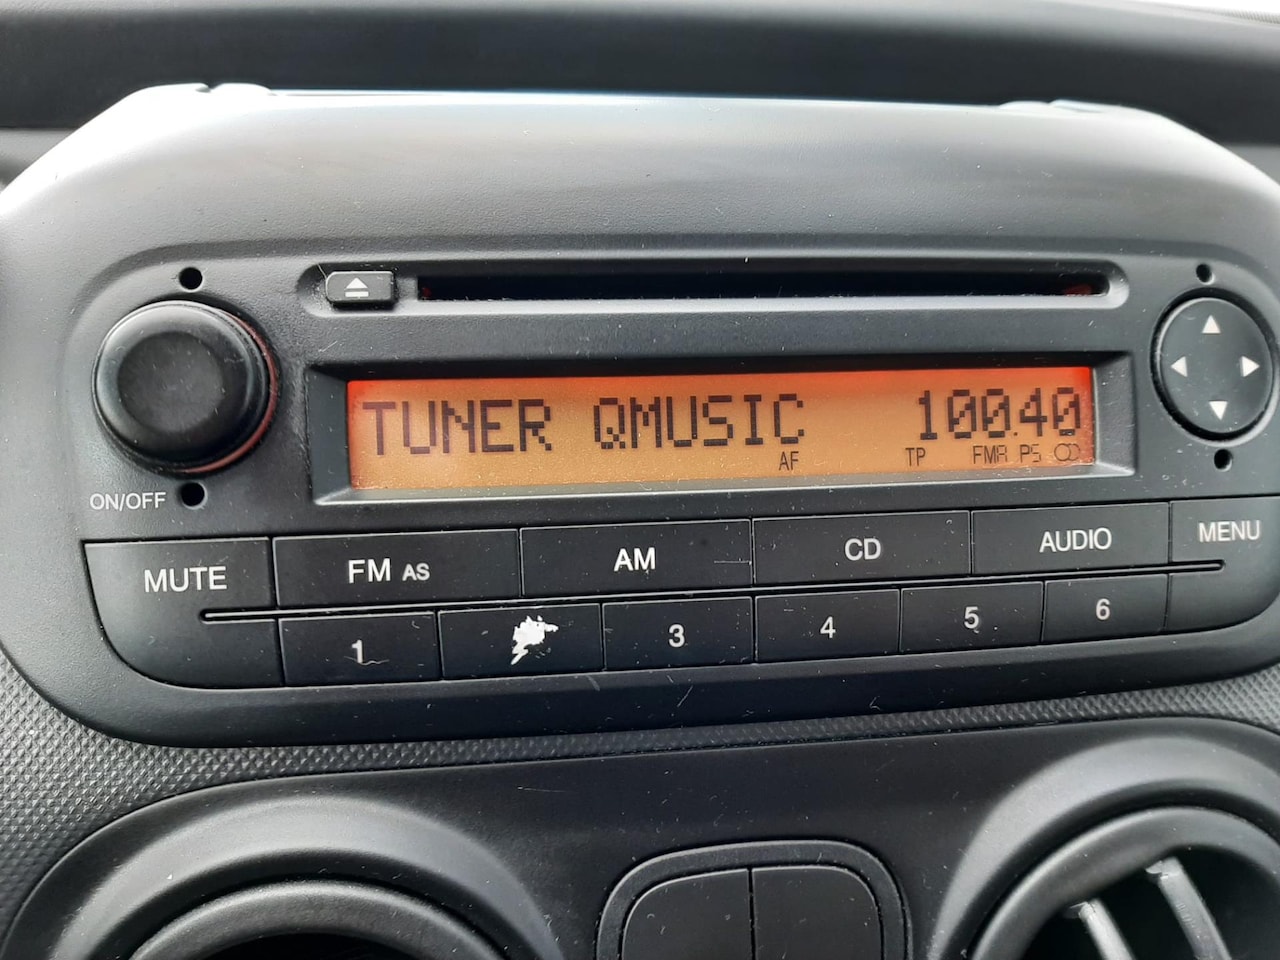 TUNER QMUSIC 100.40
AF TP FMA PS
ON/OFF
MUTE FM AS AM CD AUDIO MENU
1 3 4 5 6